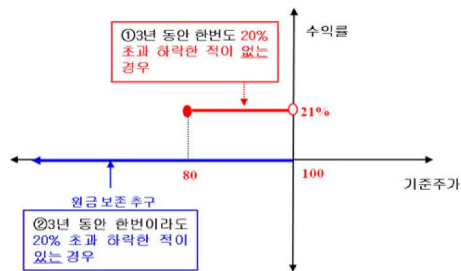 ①3년 동안 한번도 20%
초과 하락한 적이 없는
경우
수익률
21%
80
100
기준주가
원금 보존 추구
②3년 동안 한번이라도
20% 초과 하락한 적이
있는 경우